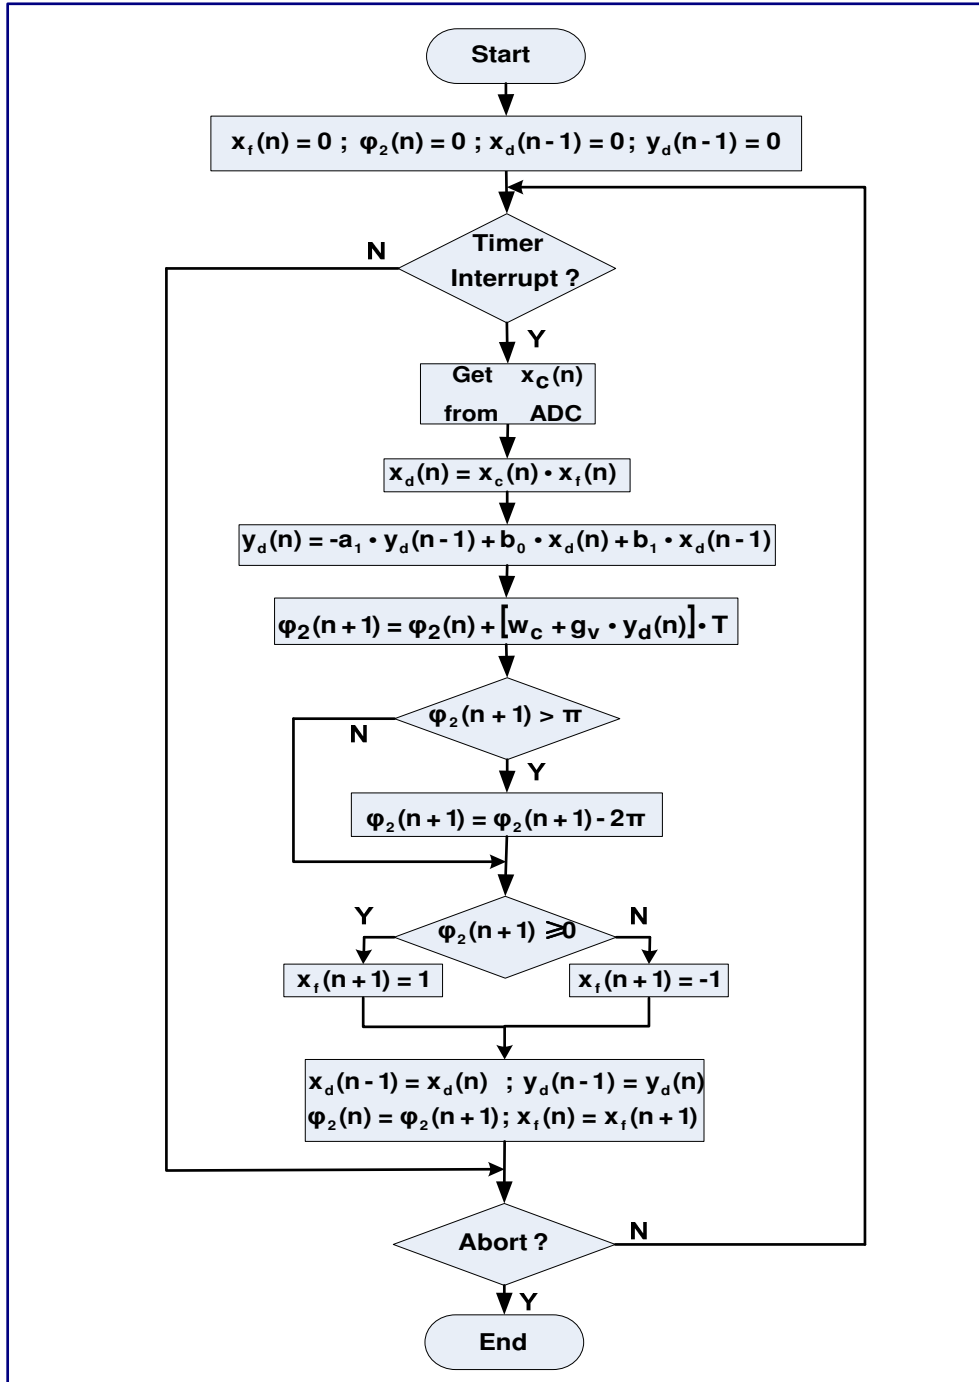 Start
x_f(n) = 0 ; φ_2(n) = 0 ; x_d(n-1) = 0; y_d(n-1) = 0
Timer
Interrupt ?
N
Y
Get x_C(n)
from ADC
x_d(n) = x_c(n) • x_f(n)
y_d(n) = -a_1 • y_d(n-1) + b_0 • x_d(n) + b_1 • x_d(n-1)
φ_2(n+1) = φ_2(n) + [w_c + g_v • y_d(n)] • T
φ_2(n+1) > π
N
Y
φ_2(n+1) = φ_2(n+1) - 2π
Y
φ_2(n+1) ⩾0
N
x_f(n+1) = 1
x_f(n+1) = -1
x_d(n-1) = x_d(n) ; y_d(n-1) = y_d(n)
φ_2(n) = φ_2(n+1); x_f(n) = x_f(n+1)
Abort ?
N
Y
End